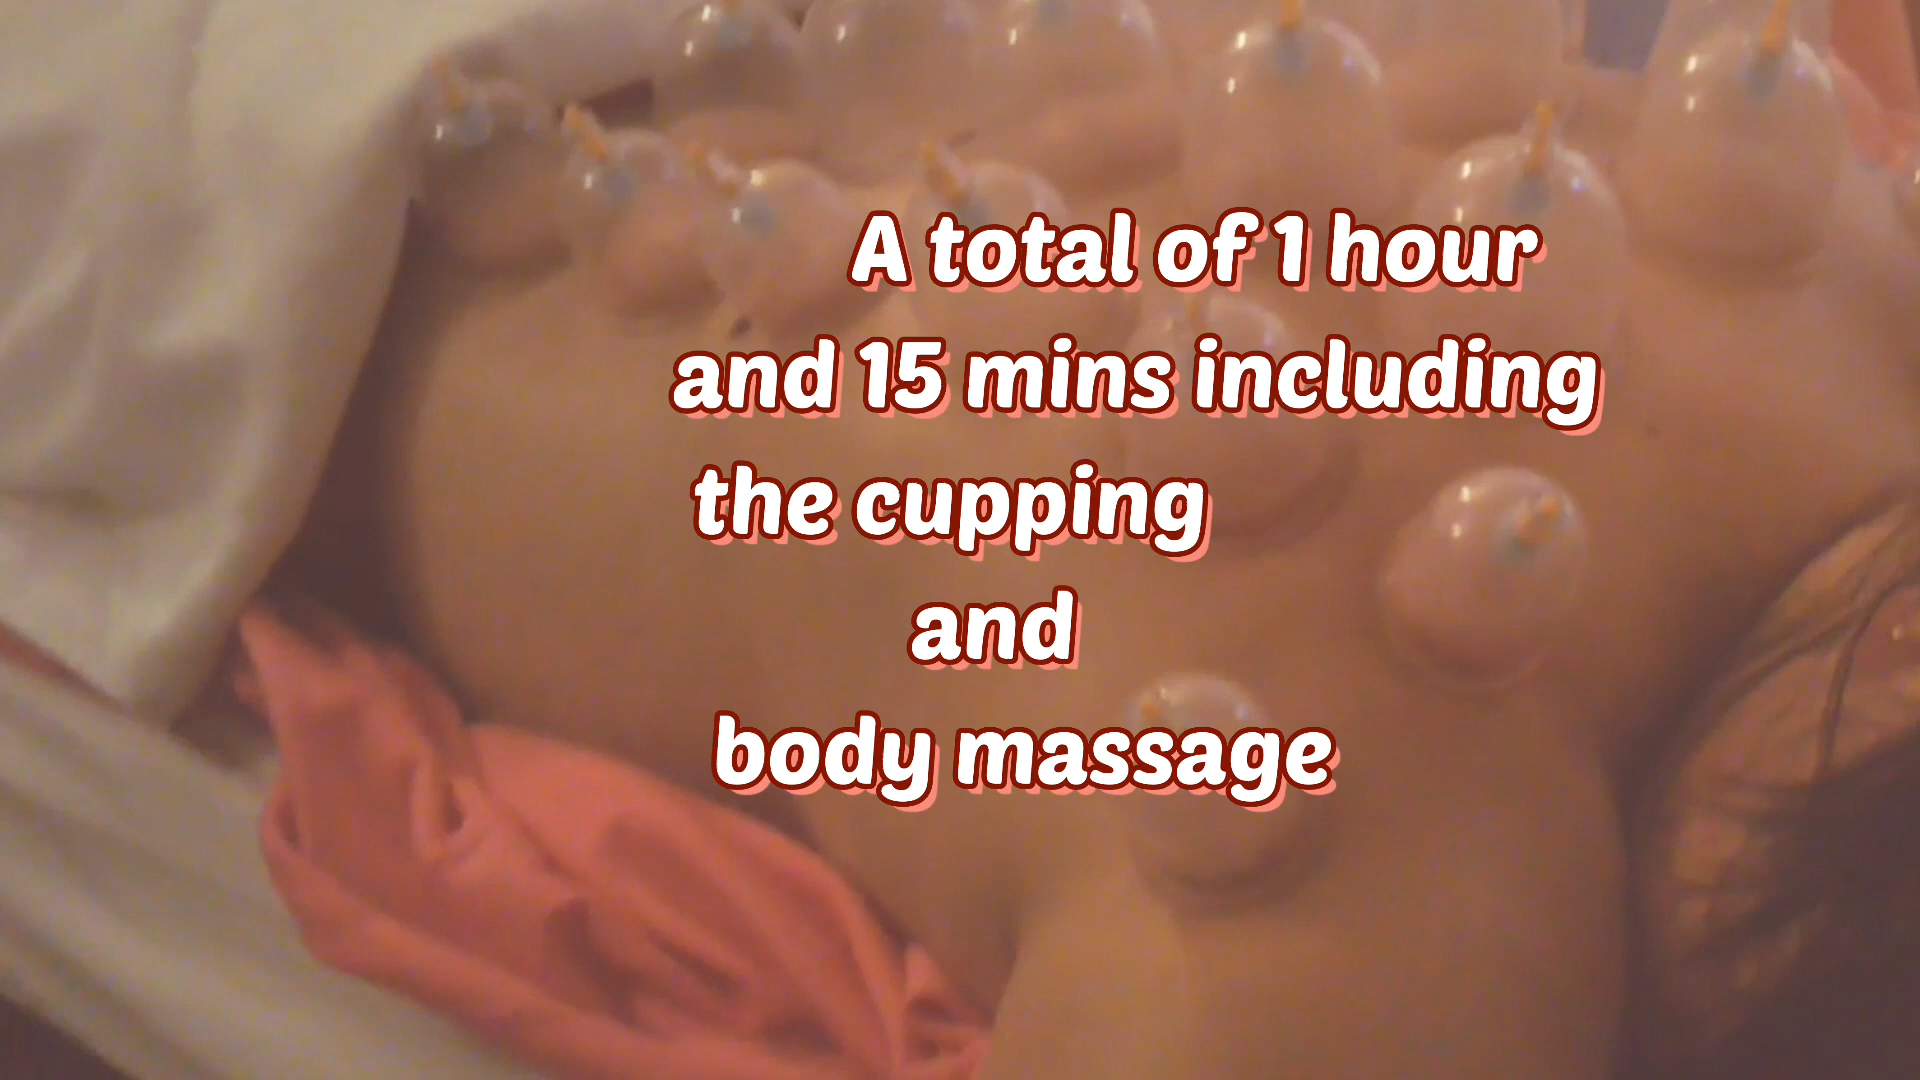 A total of 1 hour
and 15 mins including
the cupping
and
body massage